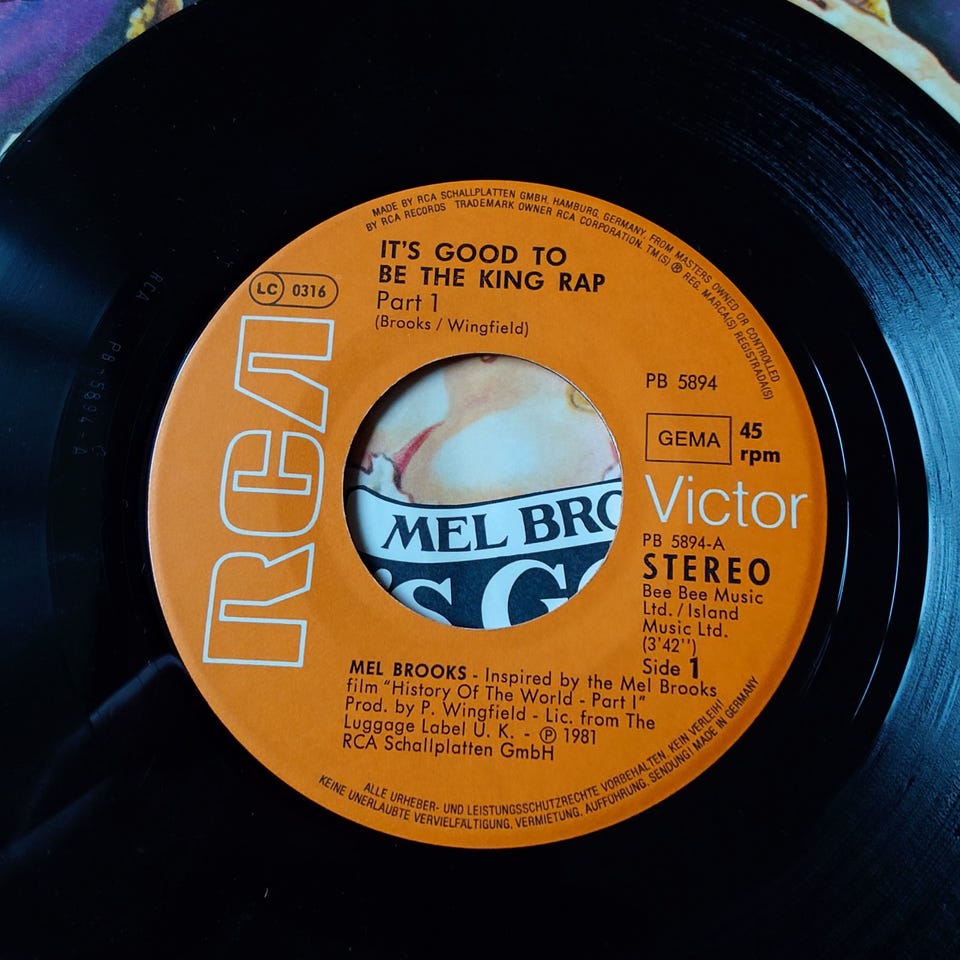 MADE BY RCA SCHALLPLATTEN GMBH, HAMBURG, GERMANY, FROM MASTERS OWNED OR CONTROLLED
BY RCA RECORDS TRADEMARK OWNER RCA CORPORATION. TM(S) ® REG. MARCA(S) REGISTRADA(S)
IT'S GOOD TO
BE THE KING RAP
Part 1
(Brooks / Wingfield)
LC 0316
RCA
PB 5894
GEMA
45
rpm
Victor
PB 5894-A
STEREO
Bee Bee Music
Ltd. / Island
Music Ltd.
(3'42'')
Side 1
MEL BRO
'S GO
MEL BROOKS - Inspired by the Mel Brooks
film "History Of The World - Part I"
Prod. by P. Wingfield - Lic. from The
Luggage Label U. K. - ℗ 1981
RCA Schallplatten GmbH
ALLE URHEBER- UND LEISTUNGSSCHUTZRECHTE VORBEHALTEN. KEIN VERLEIH!
KEINE UNERLAUBTE VERVIELFÄLTIGUNG, VERMIETUNG, AUFFÜHRUNG, SENDUNG! MADE IN GERMANY
RCA PB-5894-A